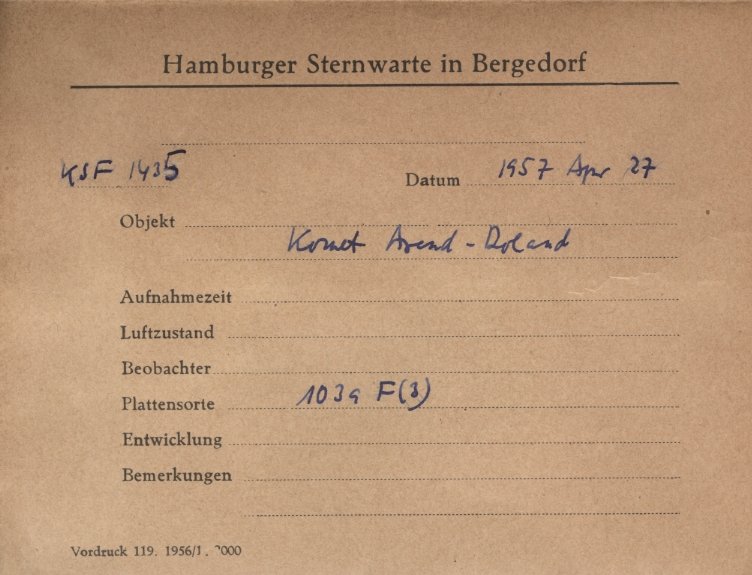 Hamburger Sternwarte in Bergedorf
KSF 1435
Datum 1957 Apr 27
Objekt
Komet Arend-Roland
Aufnahmezeit
Luftzustand
Beobachter
Plattensorte 103a F(3)
Entwicklung
Bemerkungen
Vordruck 119. 1956/1. 2000